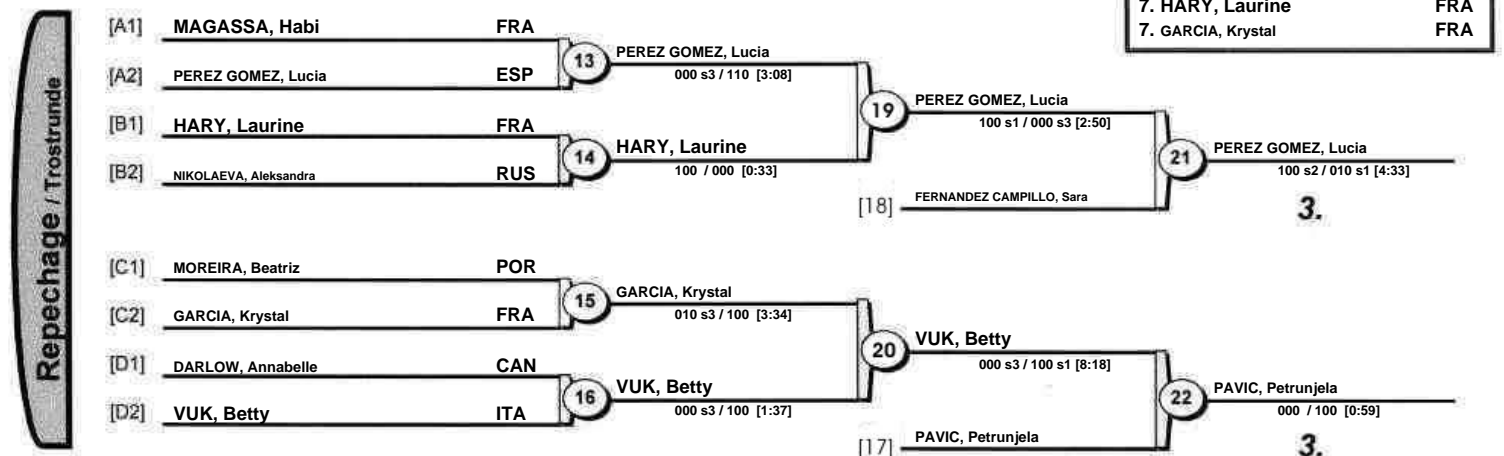 7. HARY, Laurine FRA
7. GARCIA, Krystal FRA
Repechage / Trostrunde
[A1] MAGASSA, Habi FRA
[A2] PEREZ GOMEZ, Lucia ESP
13
PEREZ GOMEZ, Lucia
000 s3 / 110 [3:08]
[B1] HARY, Laurine FRA
[B2] NIKOLAEVA, Aleksandra RUS
14
HARY, Laurine
100 / 000 [0:33]
19
PEREZ GOMEZ, Lucia
100 s1 / 000 s3 [2:50]
[18] FERNANDEZ CAMPILLO, Sara
21
PEREZ GOMEZ, Lucia
100 s2 / 010 s1 [4:33]
3.
[C1] MOREIRA, Beatriz POR
[C2] GARCIA, Krystal FRA
15
GARCIA, Krystal
010 s3 / 100 [3:34]
[D1] DARLOW, Annabelle CAN
[D2] VUK, Betty ITA
16
VUK, Betty
000 s3 / 100 [1:37]
20
VUK, Betty
000 s3 / 100 s1 [8:18]
[17] PAVIC, Petrunjela
22
PAVIC, Petrunjela
000 / 100 [0:59]
3.